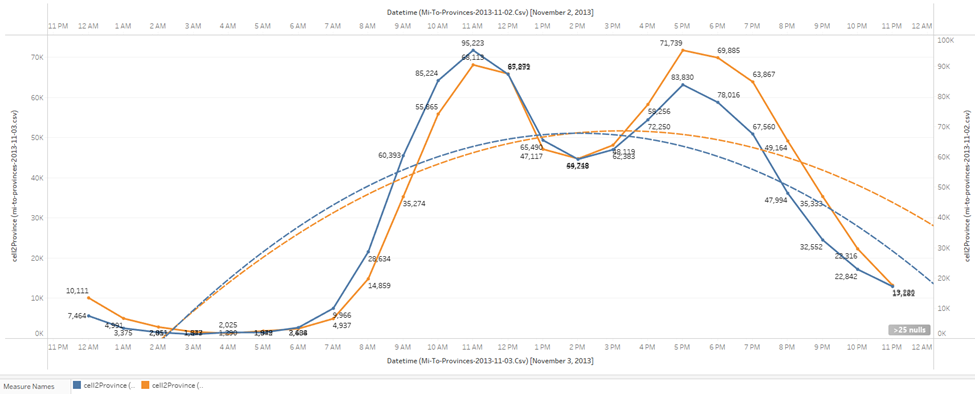 Datetime (Mi-To-Provinces-2013-11-02.Csv) [November 2, 2013]
11 PM 12 AM 1 AM 2 AM 3 AM 4 AM 5 AM 6 AM 7 AM 8 AM 9 AM 10 AM 11 AM 12 PM 1 PM 2 PM 3 PM 4 PM 5 PM 6 PM 7 PM 8 PM 9 PM 10 PM 11 PM 12 AM
cell2Province (mi-to-provinces-2013-11-03.csv)
70K
60K
50K
40K
30K
20K
10K
0K
100K
90K
80K
70K
60K
50K
40K
30K
20K
10K
0K
cell2Province (mi-to-provinces-2013-11-02.csv)
95,223
71,739
69,885
85,224
83,830
63,867
78,016
55,865
58,256
72,250
67,560
65,490
47,117
62,383
60,393
49,164
35,274
47,994
35,333
32,552
28,634
22,316
22,842
14,859
10,111
7,464
4,991
3,375
2,025
4,937
>25 nulls
11 PM 12 AM 1 AM 2 AM 3 AM 4 AM 5 AM 6 AM 7 AM 8 AM 9 AM 10 AM 11 AM 12 PM 1 PM 2 PM 3 PM 4 PM 5 PM 6 PM 7 PM 8 PM 9 PM 10 PM 11 PM 12 AM
Datetime (Mi-To-Provinces-2013-11-03.Csv) [November 3, 2013]
Measure Names cell2Province (.. cell2Province (..